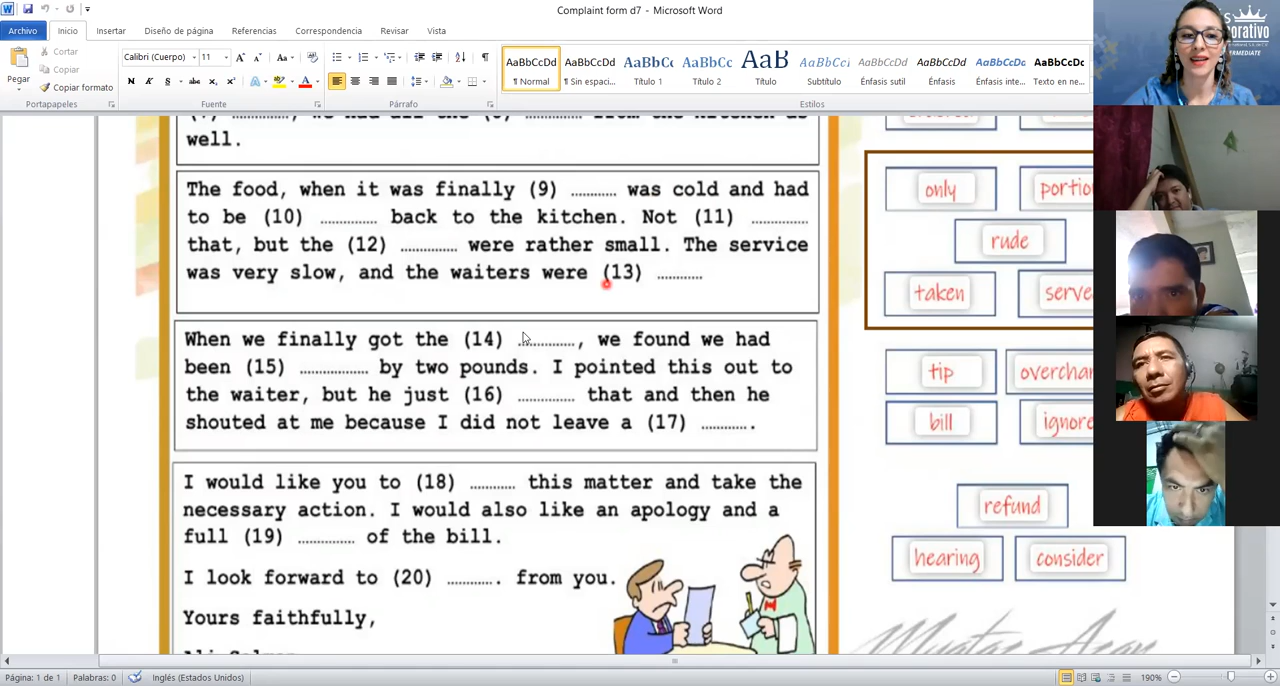 Complaint form d7 - Microsoft Word
Archivo Inicio Insertar Diseño de página Referencias Correspondencia Revisar Vista
Pegar
Cortar
Copiar
Copiar formato
Portapapeles
Calibri (Cuerpo) 11
Fuente
Párrafo
AaBbCcDd AaBbCcDd AaBbCc AaBbCc AaB AaBbCcI AaBbCcDd AaBbCcDd AaBbCcDd AaBbCcDc
¶ Normal ¶ Sin espaci... Título 1 Título 2 Título Subtítulo Énfasis sutil Énfasis Énfasis inte... Texto en ne...
Estilos
orativo
RMEDIATE
well.
The food, when it was finally (9) ........... was cold and had
to be (10) .............. back to the kitchen. Not (11) ..............
that, but the (12) .............. were rather small. The service
was very slow, and the waiters were (13) ...........
When we finally got the (14) .............., we found we had
been (15) ................. by two pounds. I pointed this out to
the waiter, but he just (16) .............. that and then he
shouted at me because I did not leave a (17) ...........
I would like you to (18) ........... this matter and take the
necessary action. I would also like an apology and a
full (19) .............. of the bill.
I look forward to (20) ........... from you.
Yours faithfully,
only portio
rude
taken serve
tip overchar
bill ignore
refund
hearing consider
Página: 1 de 1 Palabras: 0 Inglés (Estados Unidos) 190%